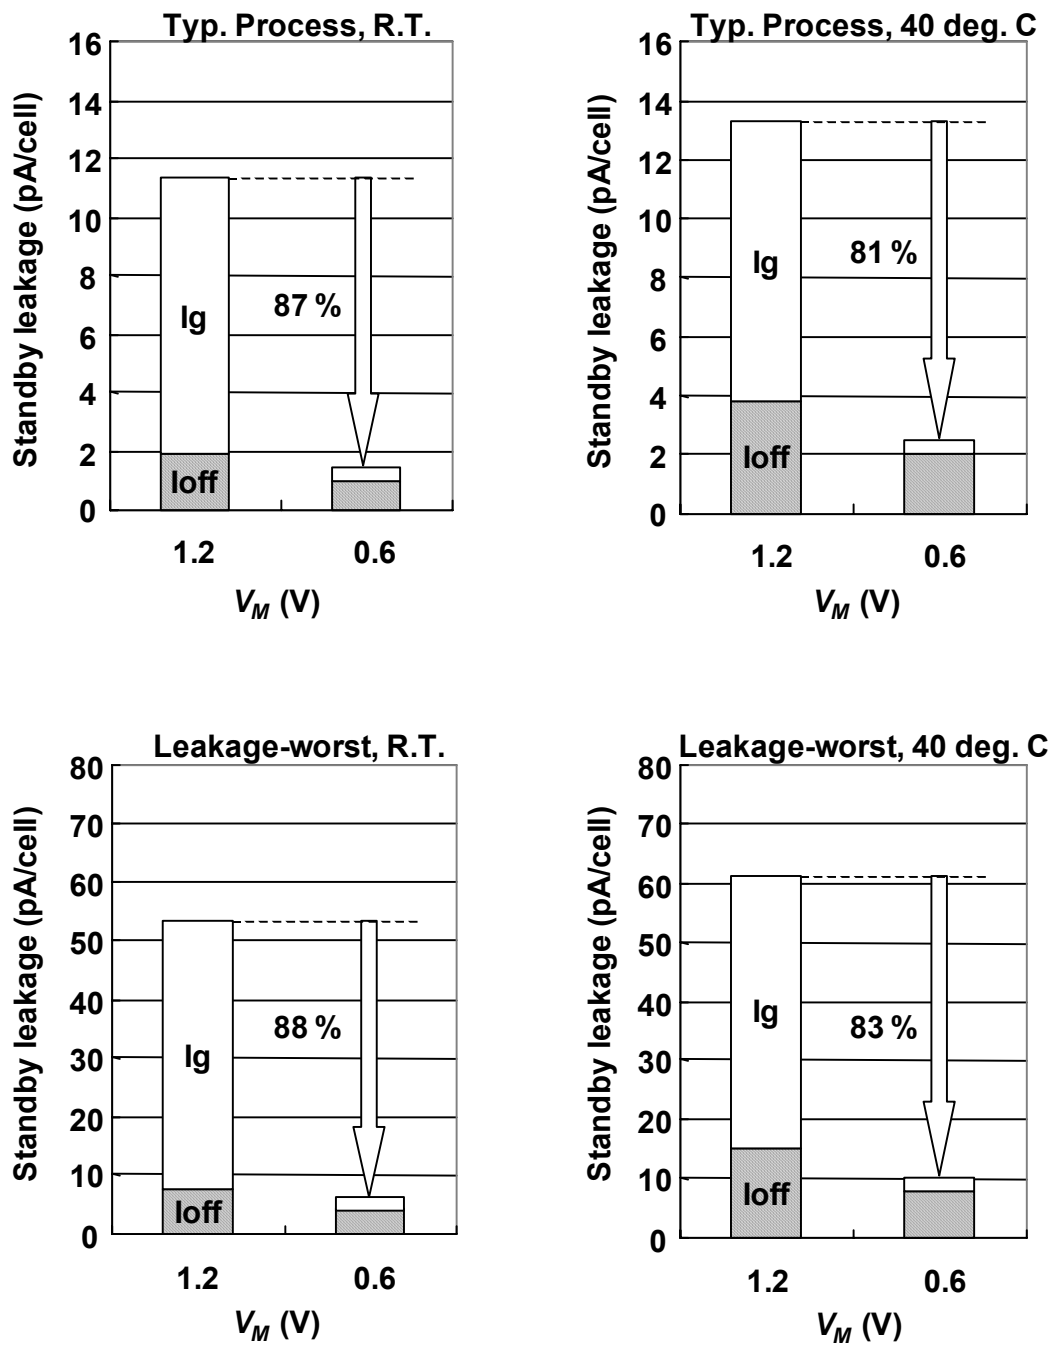 Typ. Process, R.T.
Standby leakage (pA/cell)
16
14
12
10
8
6
4
2
0
Ig
Ioff
87 %
1.2 0.6
V_M (V)
Typ. Process, 40 deg. C
Standby leakage (pA/cell)
16
14
12
10
8
6
4
2
0
Ig
Ioff
81 %
1.2 0.6
V_M (V)
Leakage-worst, R.T.
Standby leakage (pA/cell)
80
70
60
50
40
30
20
10
0
Ig
Ioff
88 %
1.2 0.6
V_M (V)
Leakage-worst, 40 deg. C
Standby leakage (pA/cell)
80
70
60
50
40
30
20
10
0
Ig
Ioff
83 %
1.2 0.6
V_M (V)